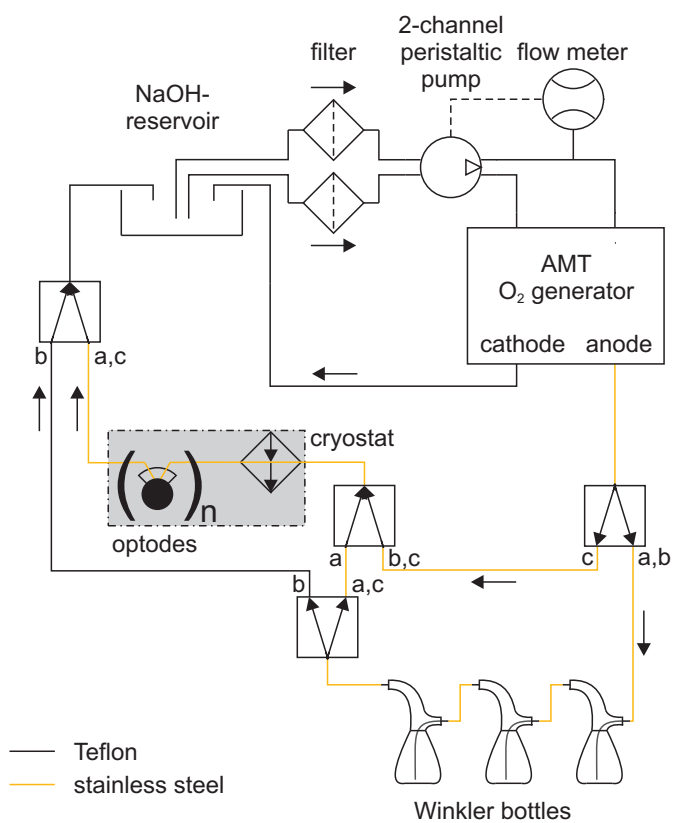 2-channel
peristaltic
pump
filter
flow meter
NaOH-
reservoir
AMT
O₂ generator
cathode
anode
b
a,c
cryostat
( )n
optodes
a
b,c
c
a,b
b
a,c
Teflon
stainless steel
Winkler bottles